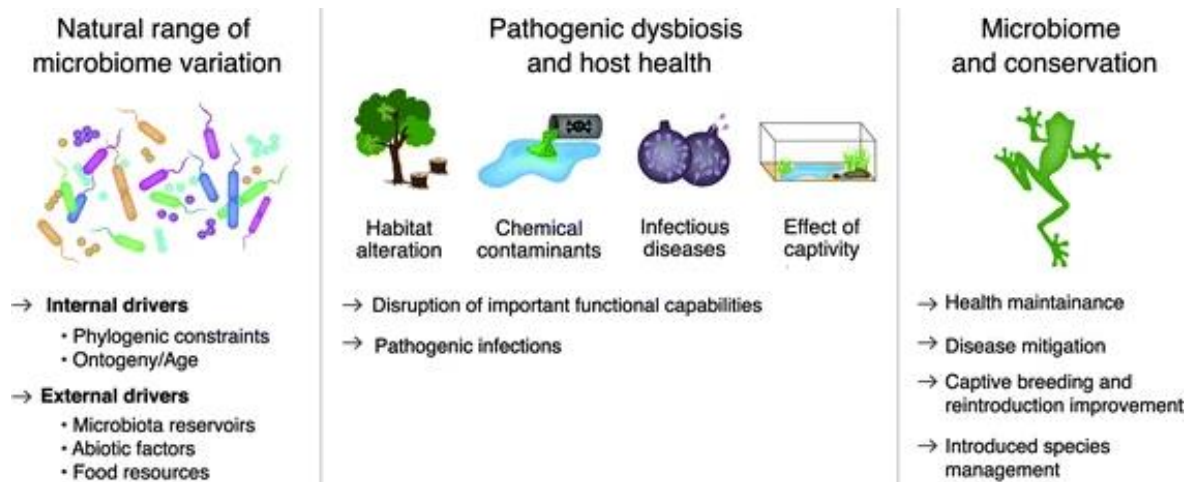 Natural range of
microbiome variation
→ Internal drivers
• Phylogenic constraints
• Ontogeny/Age
→ External drivers
• Microbiota reservoirs
• Abiotic factors
• Food resources
Pathogenic dysbiosis
and host health
Habitat
alteration
Chemical
contaminants
Infectious
diseases
Effect of
captivity
→ Disruption of important functional capabilities
→ Pathogenic infections
Microbiome
and conservation
→ Health maintainance
→ Disease mitigation
→ Captive breeding and
reintroduction improvement
→ Introduced species
management